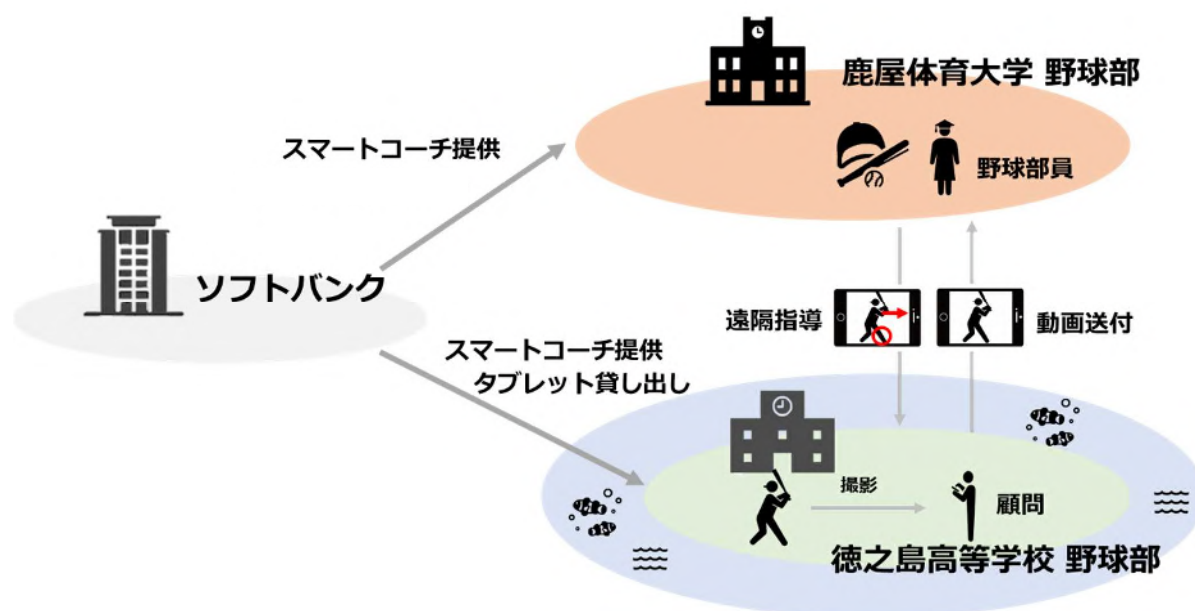 鹿屋体育大学 野球部
スマートコーチ提供
野球部員
ソフトバンク
遠隔指導
動画送付
スマートコーチ提供
タブレット貸し出し
撮影
顧問
徳之島高等学校 野球部